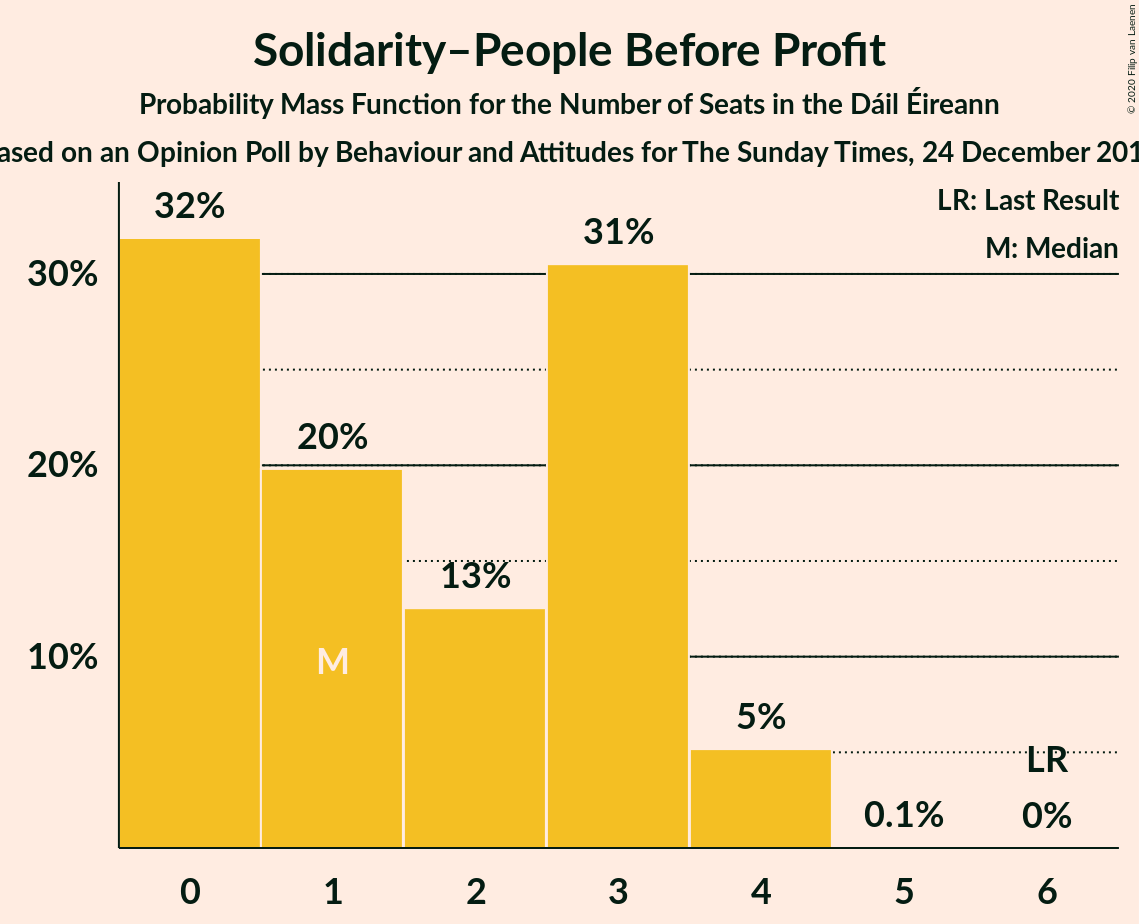 Solidarity–People Before Profit
Probability Mass Function for the Number of Seats in the Dáil Éireann
ased on an Opinion Poll by Behaviour and Attitudes for The Sunday Times, 24 December 201
© 2020 Filip van Laenen
LR: Last Result
M: Median
32%
31%
30%
20%
20%
13%
10%
M
5%
LR
0.1%
0%
0 1 2 3 4 5 6